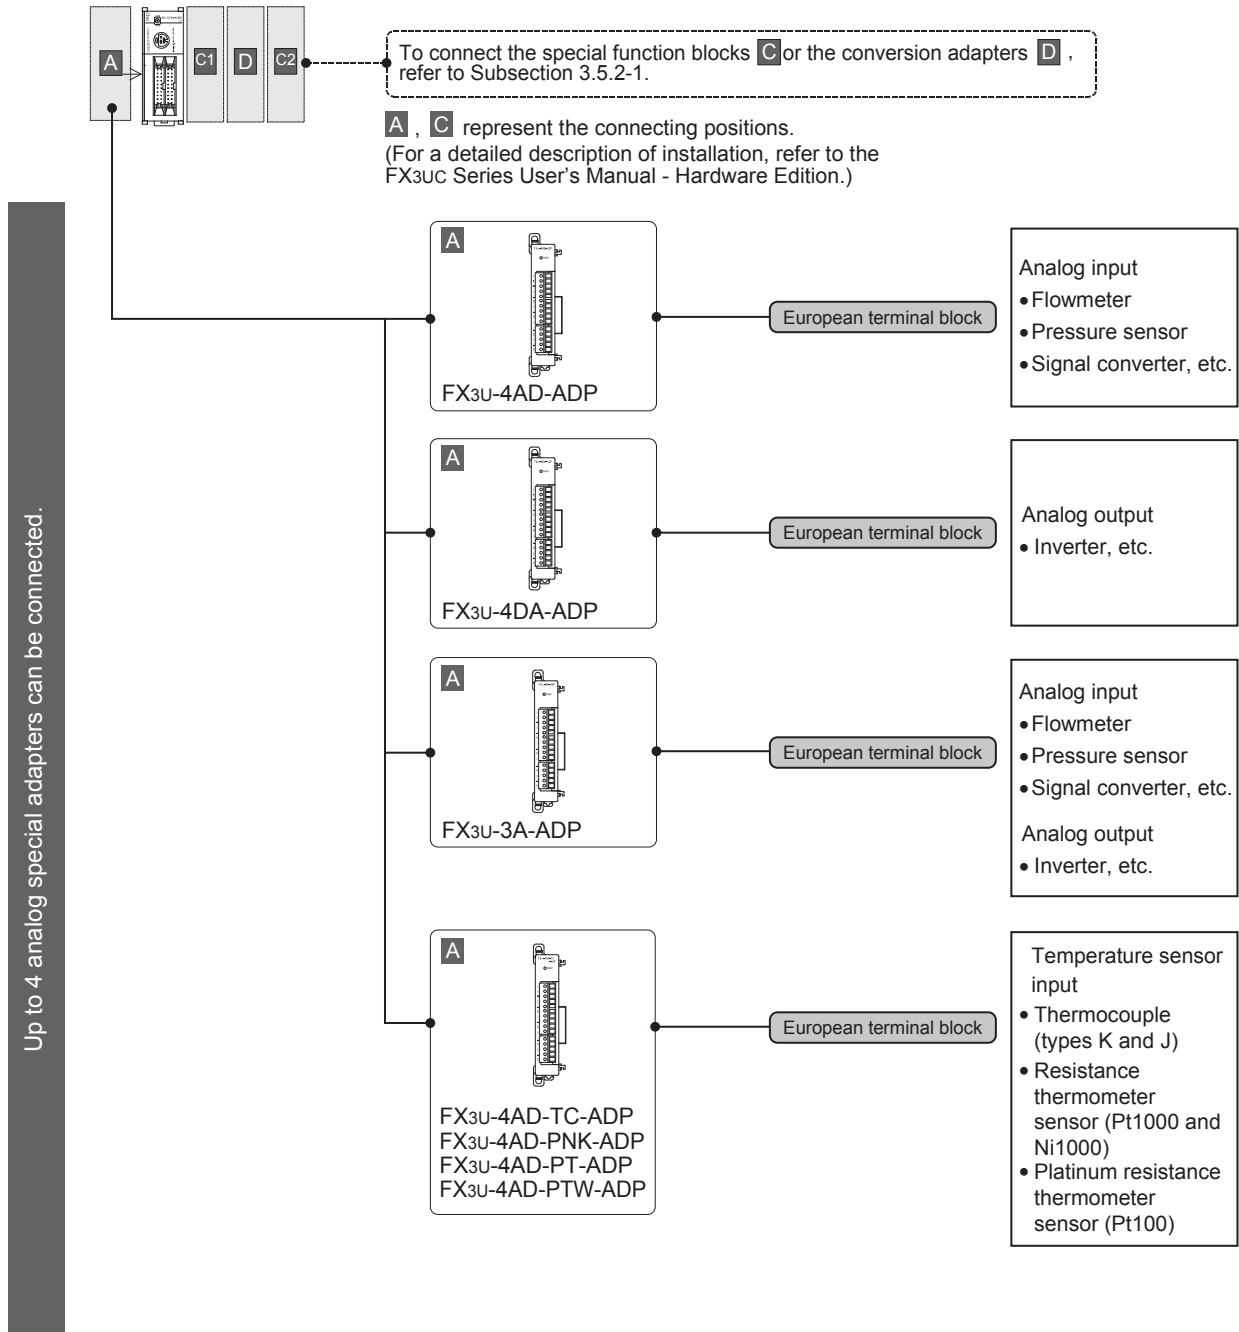 A
C1
D
C2
To connect the special function blocks C or the conversion adapters D ,
refer to Subsection 3.5.2-1.
A , C represent the connecting positions.
(For a detailed description of installation, refer to the
FX3UC Series User's Manual - Hardware Edition.)
Up to 4 analog special adapters can be connected.
A
FX3U-4AD-ADP
European terminal block
Analog input
•Flowmeter
•Pressure sensor
•Signal converter, etc.
A
FX3U-4DA-ADP
European terminal block
Analog output
• Inverter, etc.
A
FX3U-3A-ADP
European terminal block
Analog input
•Flowmeter
•Pressure sensor
•Signal converter, etc.
Analog output
• Inverter, etc.
A
FX3U-4AD-TC-ADP
FX3U-4AD-PNK-ADP
FX3U-4AD-PT-ADP
FX3U-4AD-PTW-ADP
European terminal block
Temperature sensor
input
• Thermocouple
(types K and J)
• Resistance
thermometer
sensor (Pt1000 and
Ni1000)
• Platinum resistance
thermometer
sensor (Pt100)